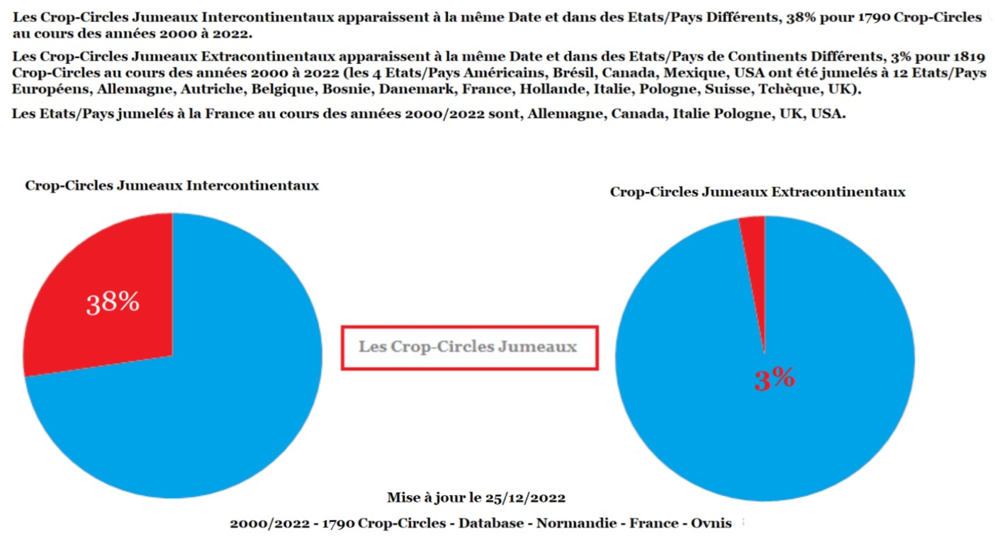 Les Crop-Circles Jumeaux Intercontinentaux apparaissent à la même Date et dans des Etats/Pays Différents, 38% pour 1790 Crop-Circles
au cours des années 2000 à 2022.
Les Crop-Circles Jumeaux Extracontinentaux apparaissent à la même Date et dans des Etats/Pays de Continents Différents, 3% pour 1819
Crop-Circles au cours des années 2000 à 2022 (les 4 Etats/Pays Américains, Brésil, Canada, Mexique, USA ont été jumelés à 12 Etats/Pays
Européens, Allemagne, Autriche, Belgique, Bosnie, Danemark, France, Hollande, Italie, Pologne, Suisse, Tchèque, UK).
Les Etats/Pays jumelés à la France au cours des années 2000/2022 sont, Allemagne, Canada, Italie Pologne, UK, USA.
Crop-Circles Jumeaux Intercontinentaux
Crop-Circles Jumeaux Extracontinentaux
38%
Les Crop-Circles Jumeaux
3%
Mise à jour le 25/12/2022
2000/2022 - 1790 Crop-Circles - Database - Normandie - France - Ovnis